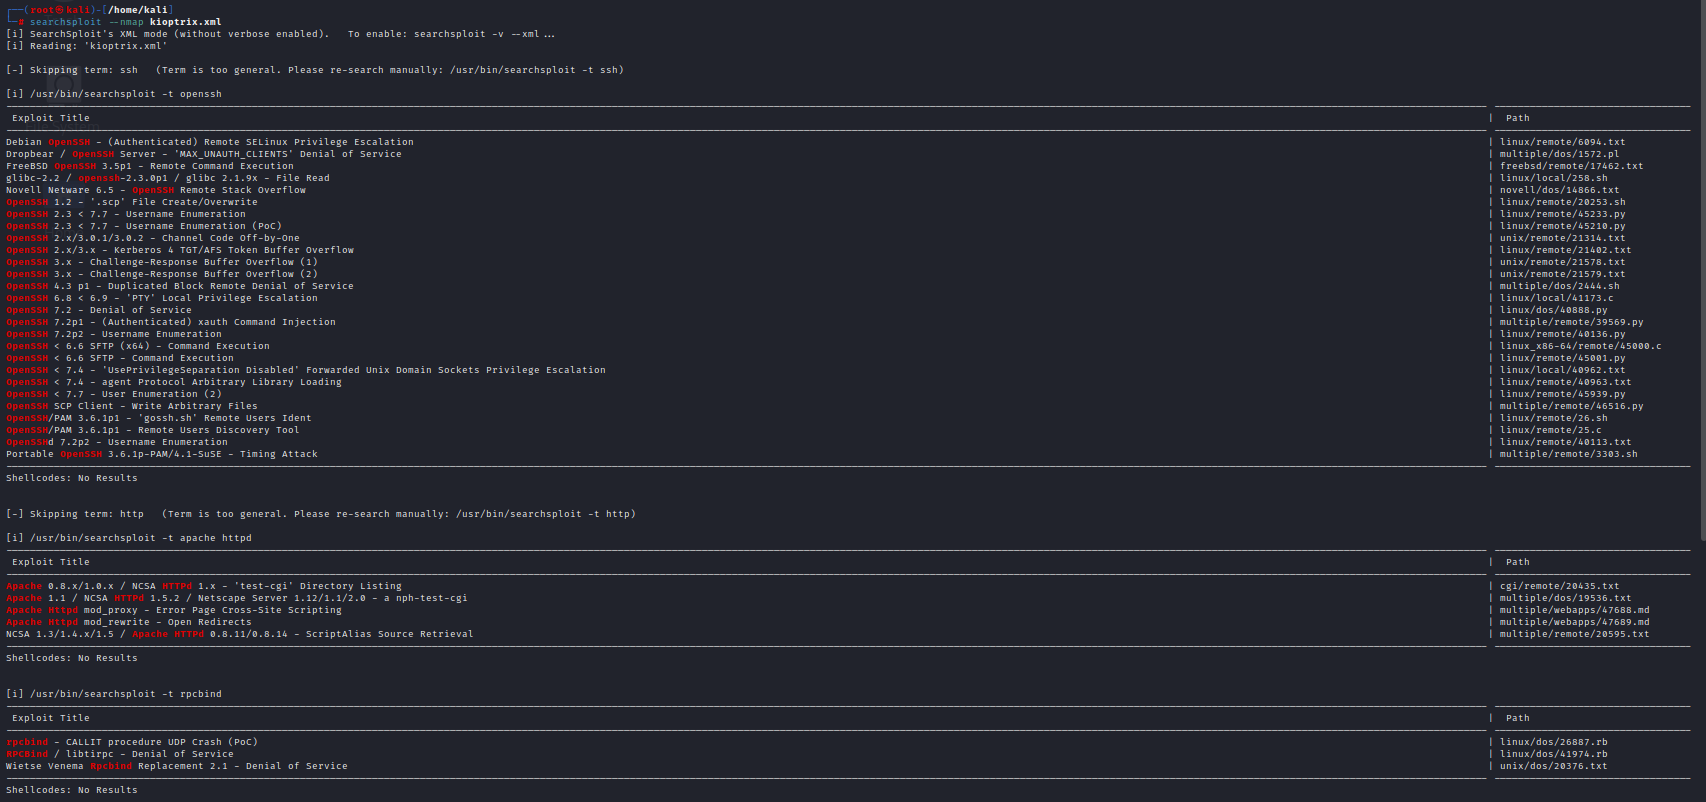 ┌──(root㉿kali)-[/home/kali]
└─# searchsploit --nmap kioptrix.xml
[i] SearchSploit's XML mode (without verbose enabled).   To enable: searchsploit -v --xml ...
[i] Reading: 'kioptrix.xml'
[-] Skipping term: ssh   (Term is too general. Please re-search manually: /usr/bin/searchsploit -t ssh)
[i] /usr/bin/searchsploit -t openssh
Exploit Title | Path
Debian OpenSSH - (Authenticated) Remote SELinux Privilege Escalation | linux/remote/6094.txt
Dropbear / OpenSSH Server - 'MAX_UNAUTH_CLIENTS' Denial of Service | multiple/dos/1572.pl
FreeBSD OpenSSH 3.5p1 - Remote Command Execution | freebsd/remote/17462.txt
glibc-2.2 / openssh-2.3.0p1 / glibc 2.1.9x - File Read | linux/local/258.sh
Novell Netware 6.5 - OpenSSH Remote Stack Overflow | novell/dos/14866.txt
OpenSSH 1.2 - '.scp' File Create/Overwrite | linux/remote/20253.sh
OpenSSH 2.3 < 7.7 - Username Enumeration | linux/remote/45233.py
OpenSSH 2.3 < 7.7 - Username Enumeration (PoC) | linux/remote/45210.py
OpenSSH 2.x/3.0.1/3.0.2 - Channel Code Off-by-One | unix/remote/21314.txt
OpenSSH 2.x/3.x - Kerberos 4 TGT/AFS Token Buffer Overflow | linux/remote/21402.txt
OpenSSH 3.x - Challenge-Response Buffer Overflow (1) | unix/remote/21578.txt
OpenSSH 3.x - Challenge-Response Buffer Overflow (2) | unix/remote/21579.txt
OpenSSH 4.3 p1 - Duplicated Block Remote Denial of Service | multiple/dos/2444.sh
OpenSSH 6.8 < 6.9 - 'PTY' Local Privilege Escalation | linux/local/41173.c
OpenSSH 7.2 - Denial of Service | linux/dos/40888.py
OpenSSH 7.2p1 - (Authenticated) xauth Command Injection | multiple/remote/39569.py
OpenSSH 7.2p2 - Username Enumeration | linux/remote/40136.py
OpenSSH < 6.6 SFTP (x64) - Command Execution | linux_x86-64/remote/45000.c
OpenSSH < 6.6 SFTP - Command Execution | linux/remote/45001.py
OpenSSH < 7.4 - 'UsePrivilegeSeparation Disabled' Forwarded Unix Domain Sockets Privilege Escalation | linux/local/40962.txt
OpenSSH < 7.4 - agent Protocol Arbitrary Library Loading | linux/remote/40963.txt
OpenSSH < 7.7 - User Enumeration (2) | linux/remote/45939.py
OpenSSH SCP Client - Write Arbitrary Files | multiple/remote/46516.py
OpenSSH/PAM 3.6.1p1 - 'gossh.sh' Remote Users Ident | linux/remote/26.sh
OpenSSH/PAM 3.6.1p1 - Remote Users Discovery Tool | linux/remote/25.c
OpenSSHd 7.2p2 - Username Enumeration | linux/remote/40113.txt
Portable OpenSSH 3.6.1p-PAM/4.1-SuSE - Timing Attack | multiple/remote/3303.sh
Shellcodes: No Results
[-] Skipping term: http   (Term is too general. Please re-search manually: /usr/bin/searchsploit -t http)
[i] /usr/bin/searchsploit -t apache httpd
Exploit Title | Path
Apache 0.8.x/1.0.x / NCSA HTTPd 1.x - 'test-cgi' Directory Listing | cgi/remote/20435.txt
Apache 1.1 / NCSA HTTPd 1.5.2 / Netscape Server 1.12/1.1/2.0 - a nph-test-cgi | multiple/dos/19536.txt
Apache Httpd mod_proxy - Error Page Cross-Site Scripting | multiple/webapps/47688.md
Apache Httpd mod_rewrite - Open Redirects | multiple/webapps/47689.md
NCSA 1.3/1.4.x/1.5 / Apache HTTPd 0.8.11/0.8.14 - ScriptAlias Source Retrieval | multiple/remote/20595.txt
Shellcodes: No Results
[i] /usr/bin/searchsploit -t rpcbind
Exploit Title | Path
rpcbind - CALLIT procedure UDP Crash (PoC) | linux/dos/26887.rb
RPCBind / libtirpc - Denial of Service | linux/dos/41974.rb
Wietse Venema Rpcbind Replacement 2.1 - Denial of Service | unix/dos/20376.txt
Shellcodes: No Results